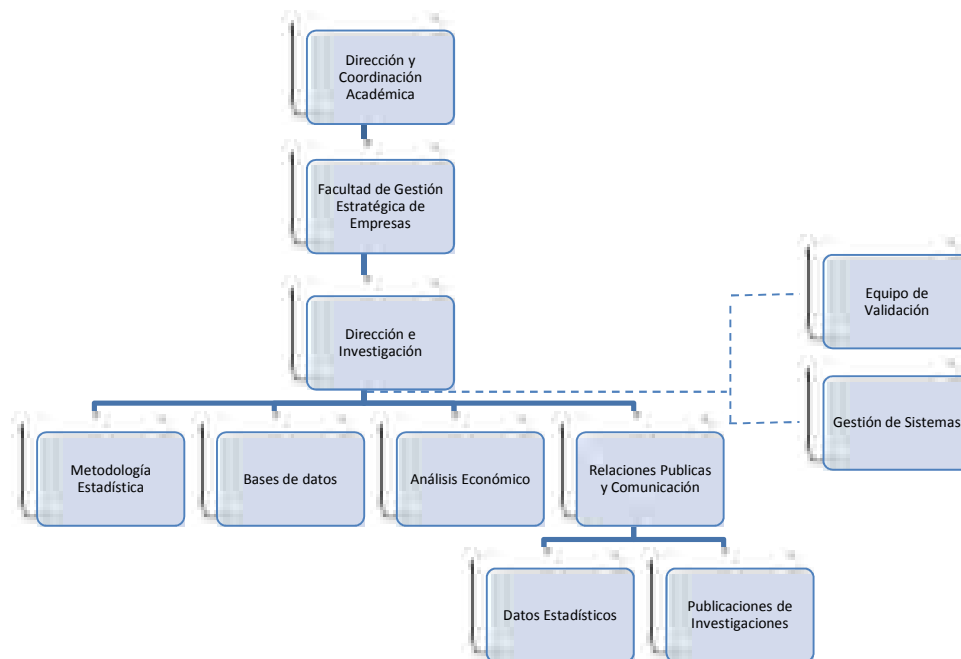 Dirección y
Coordinación
Académica
Facultad de Gestión
Estratégica de
Empresas
Dirección e
Investigación
Equipo de
Validación
Gestión de Sistemas
Metodología
Estadística
Bases de datos
Análisis Económico
Relaciones Publicas
y Comunicación
Datos Estadísticos
Publicaciones de
Investigaciones